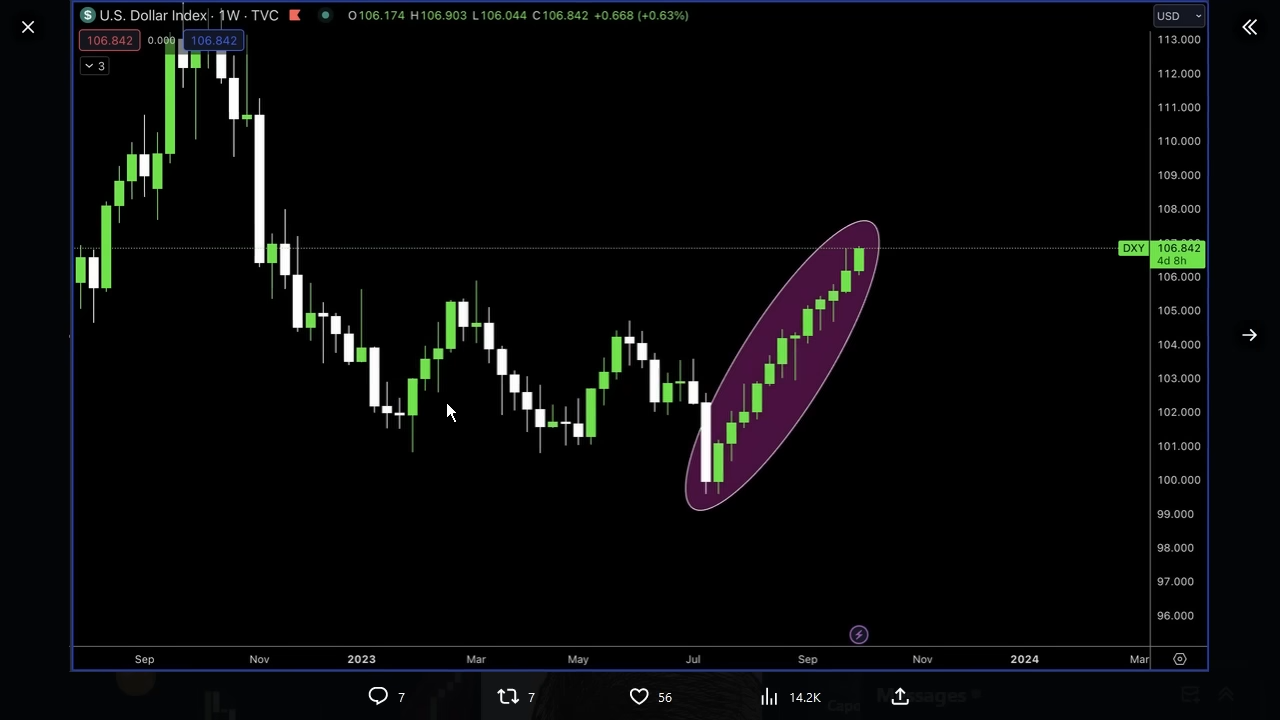 U.S. Dollar Index · 1W · TVC O106.174 H106.903 L106.044 C106.842 +0.668 (+0.63%)
USD
106.842 0.000 106.842
3
113.000
112.000
111.000
110.000
109.000
108.000
DXY 106.842
4d 8h
106.000
105.000
104.000
103.000
102.000
101.000
100.000
99.000
98.000
97.000
96.000
Sep Nov 2023 Mar May Jul Sep Nov 2024 Mar
7 7 56 14.2K
Messages